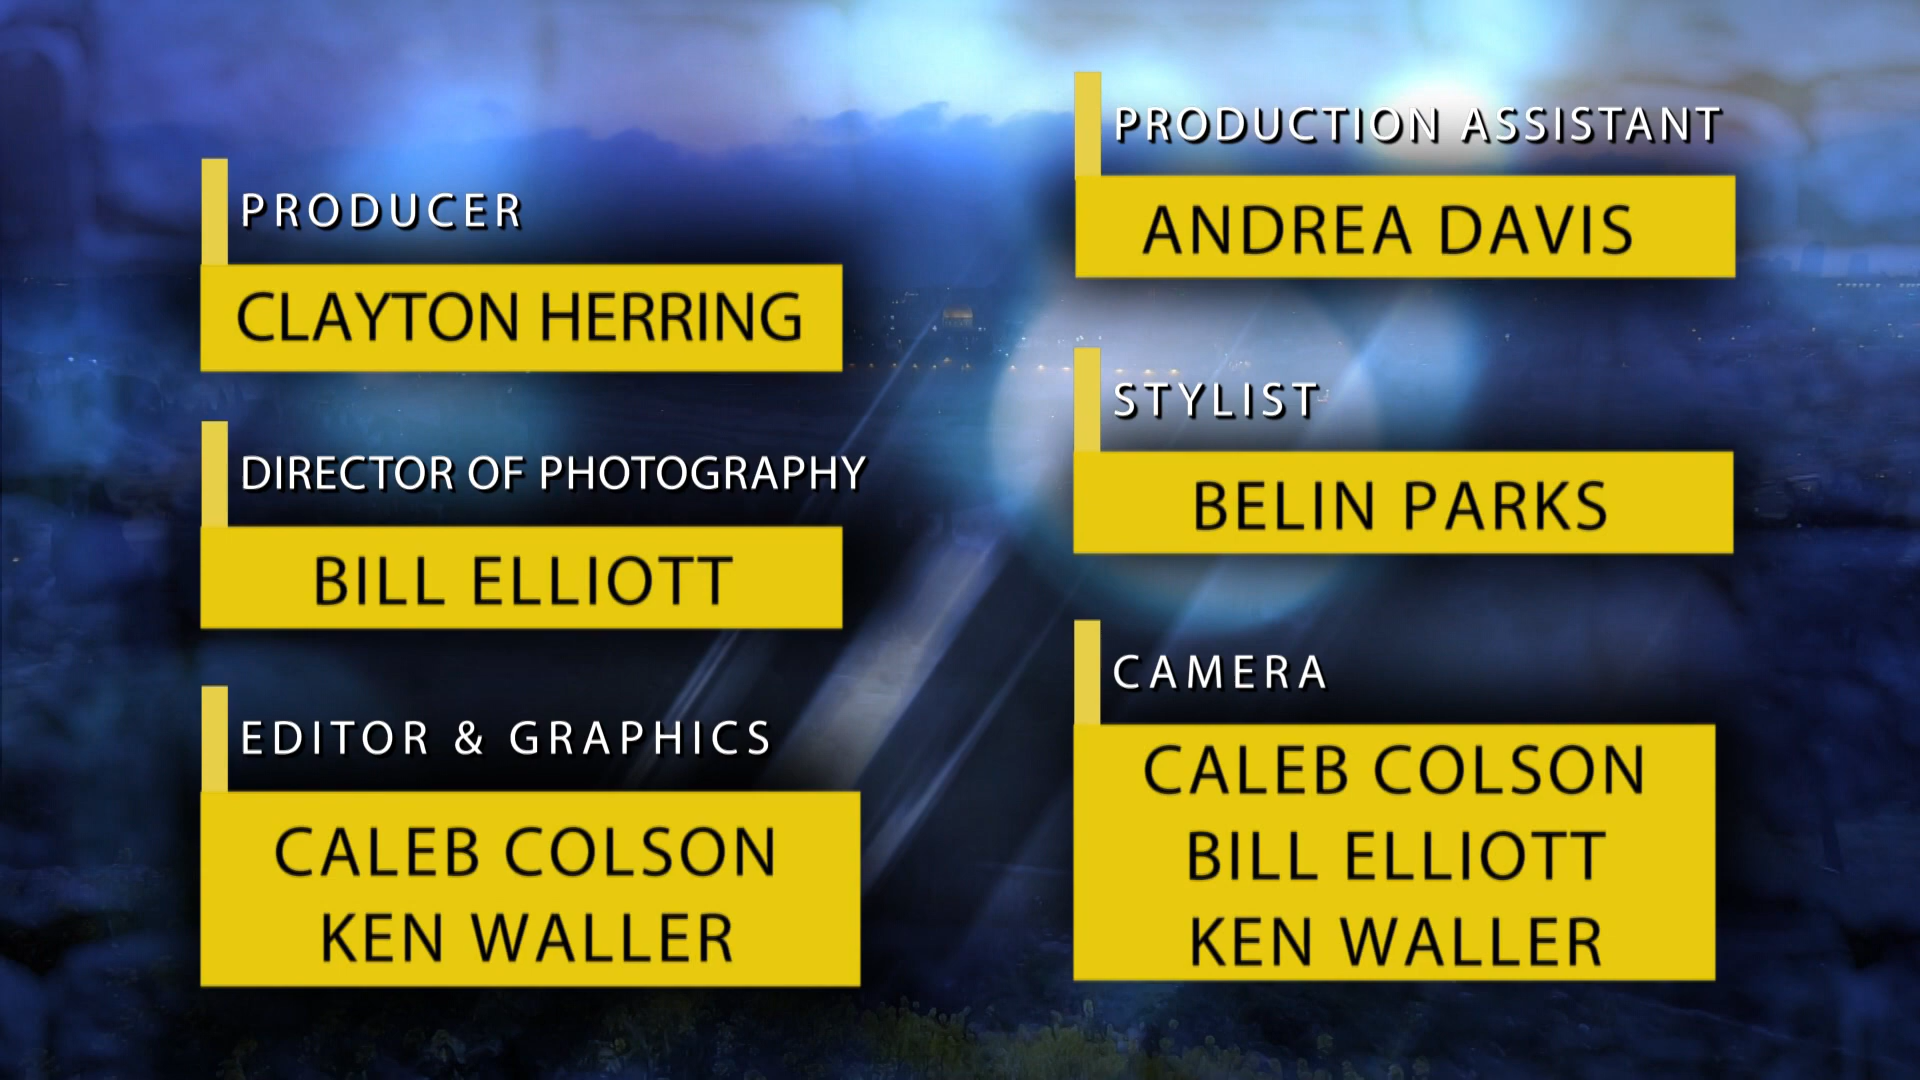 PRODUCER
CLAYTON HERRING
DIRECTOR OF PHOTOGRAPHY
BILL ELLIOTT
EDITOR & GRAPHICS
CALEB COLSON
KEN WALLER
PRODUCTION ASSISTANT
ANDREA DAVIS
STYLIST
BELIN PARKS
CAMERA
CALEB COLSON
BILL ELLIOTT
KEN WALLER